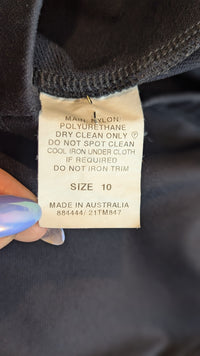 MAIN: NYLON
POLYURETHANE
DRY CLEAN ONLY
DO NOT SPOT CLEAN
COOL IRON UNDER CLOTH
IF REQUIRED
DO NOT IRON TRIM
SIZE 10
MADE IN AUSTRALIA
884444/21TM847